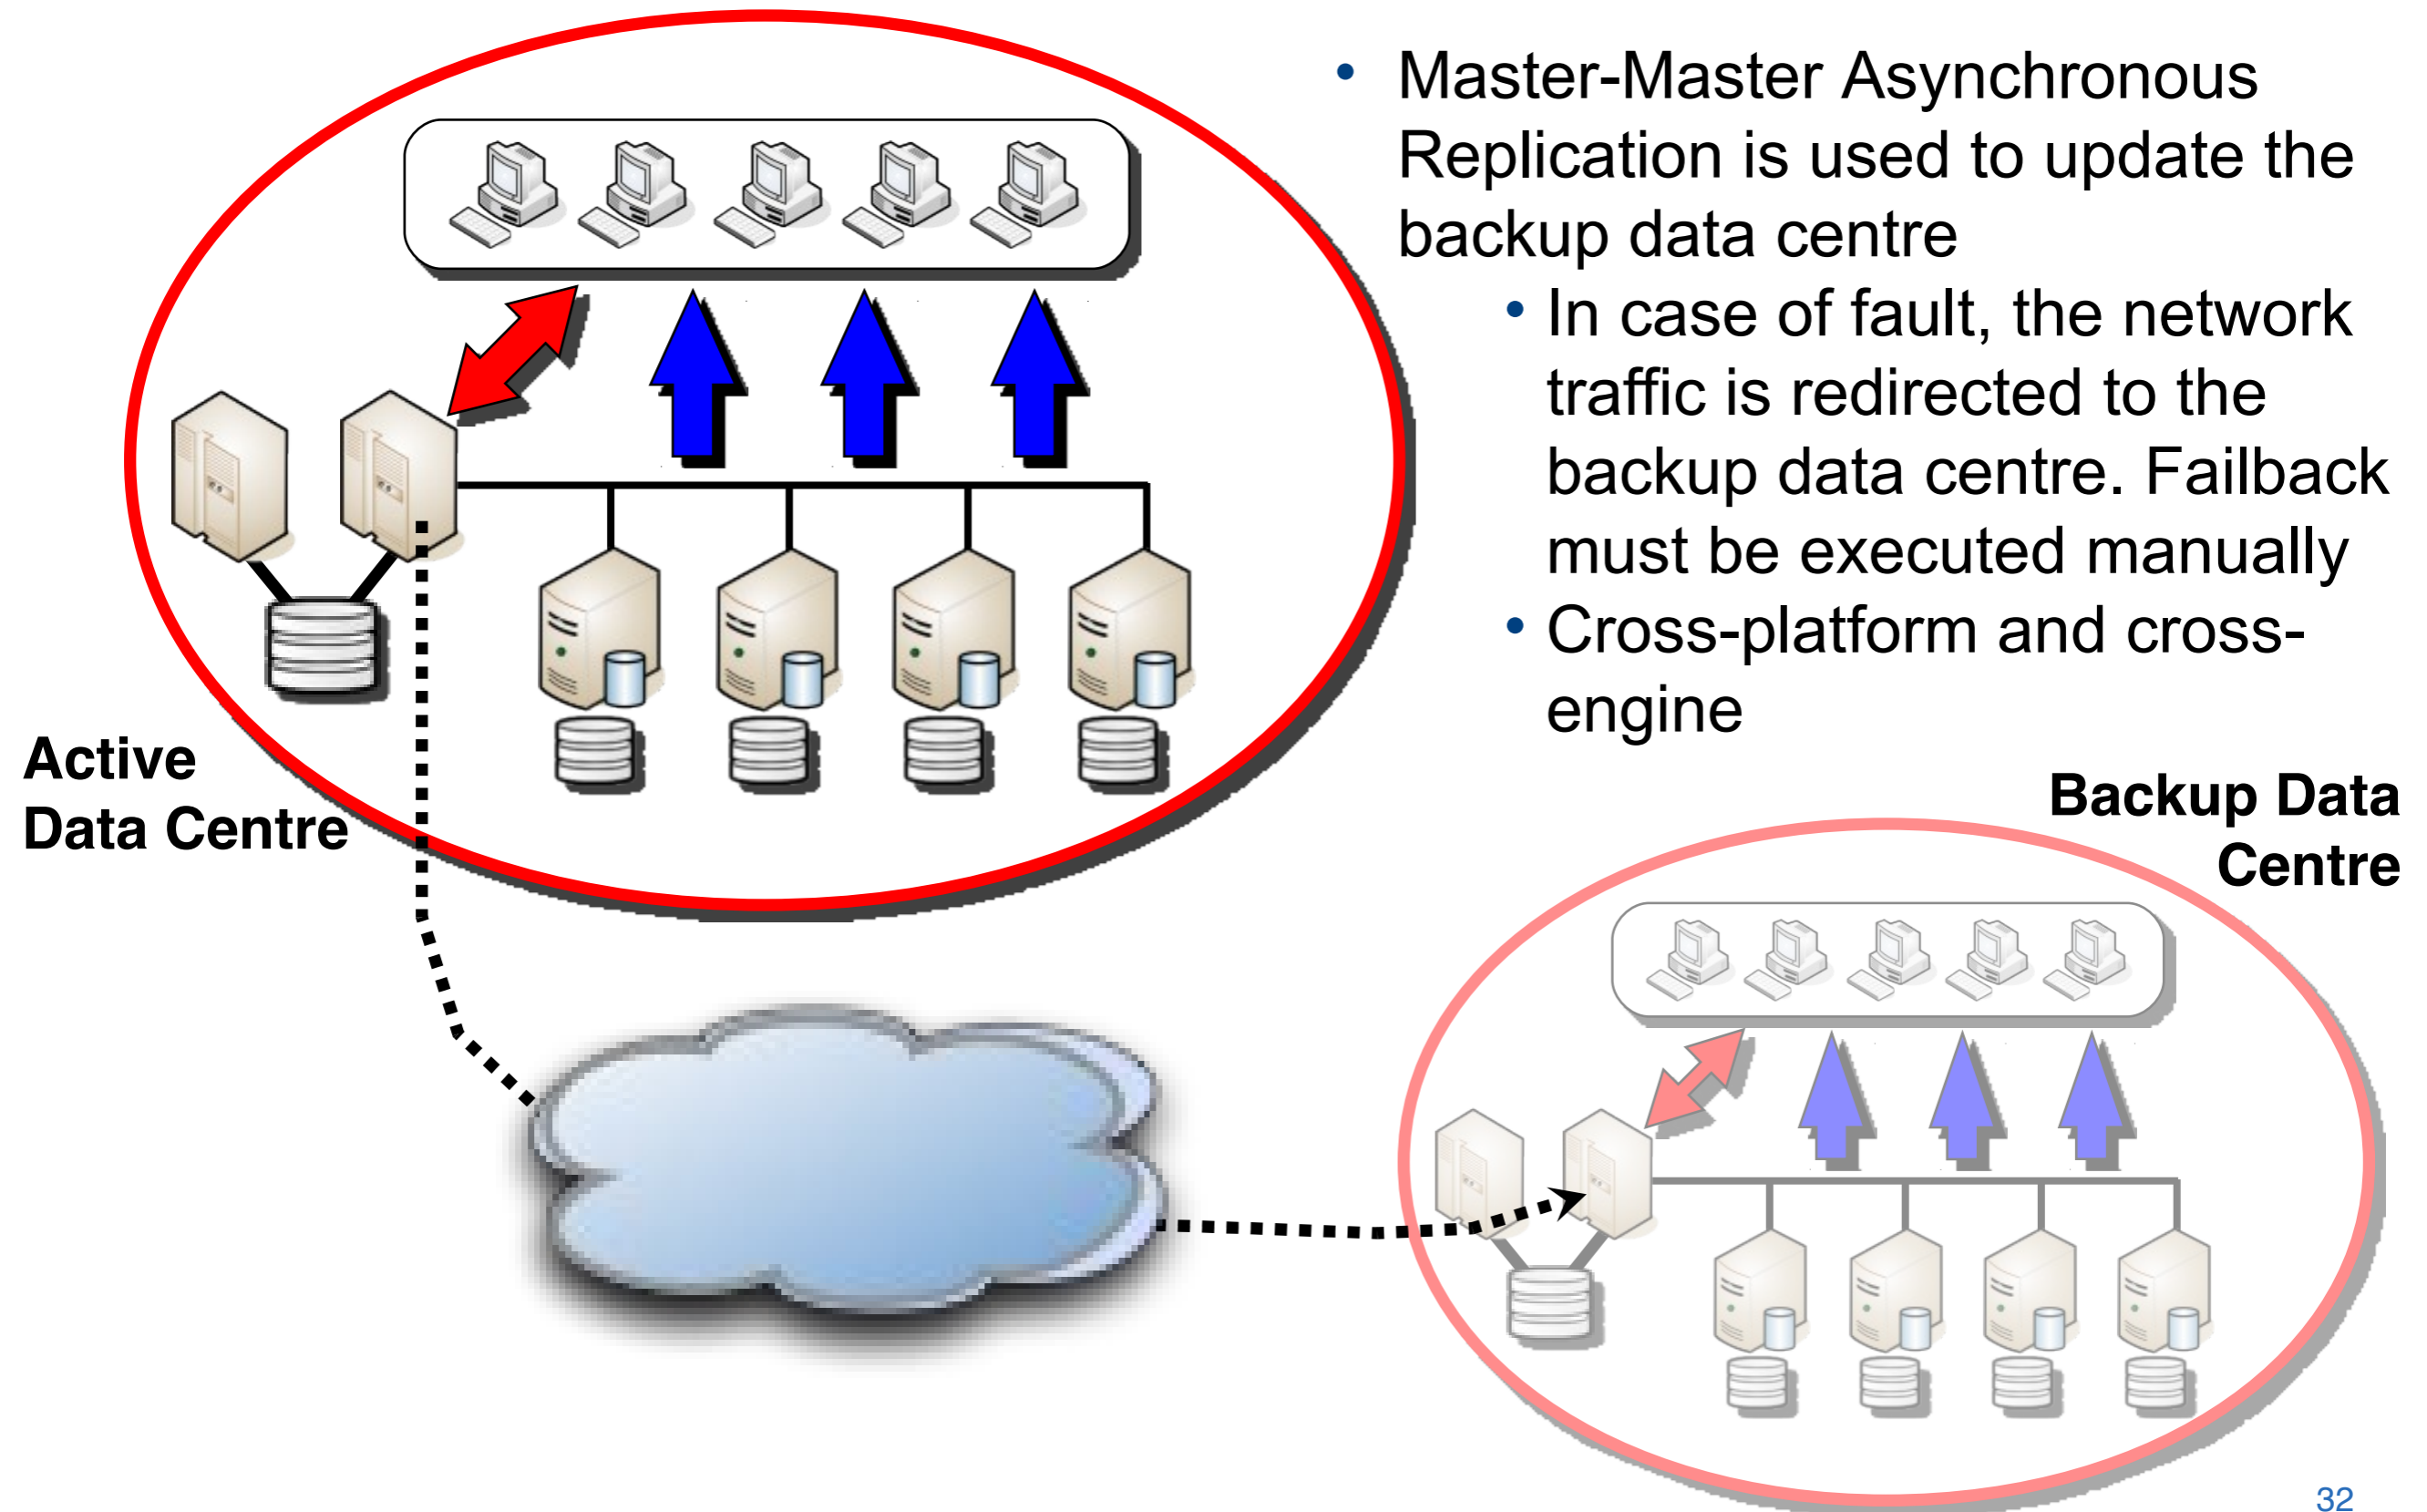 • Master-Master Asynchronous
Replication is used to update the
backup data centre
• In case of fault, the network
traffic is redirected to the
backup data centre. Failback
must be executed manually
• Cross-platform and cross-
engine
Active
Data Centre
Backup Data
Centre
32